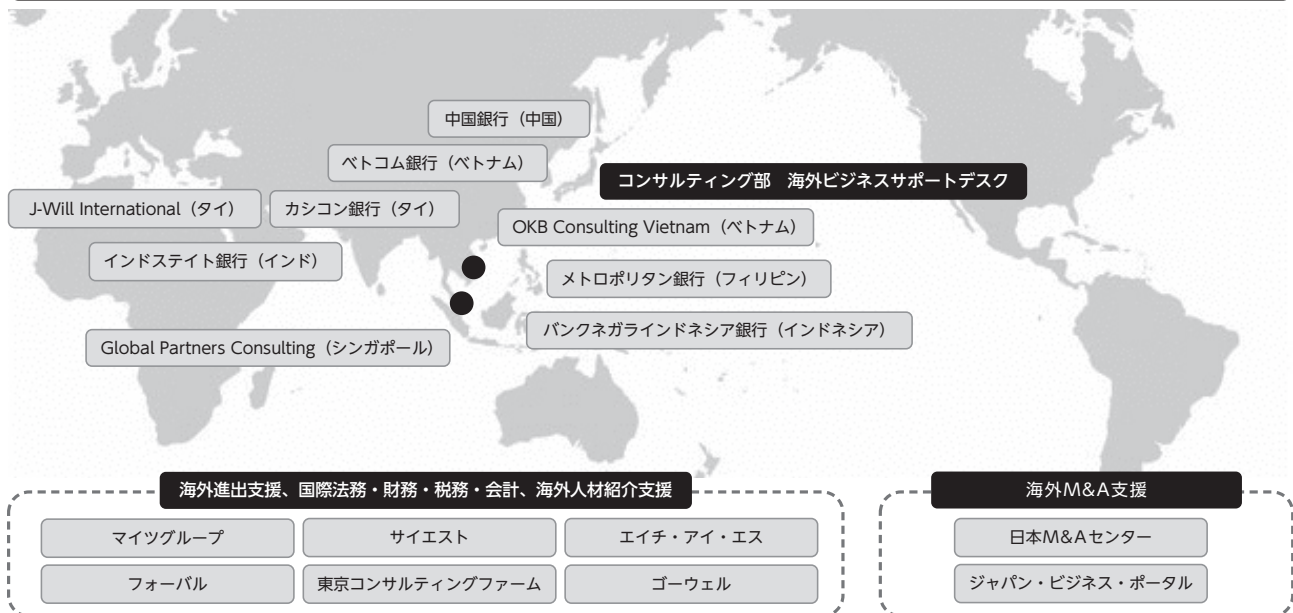 中国銀行（中国）
ベトコム銀行（ベトナム）
コンサルティング部　海外ビジネスサポートデスク
J-Will International（タイ）
カシコン銀行（タイ）
OKB Consulting Vietnam（ベトナム）
インドステイト銀行（インド）
メトロポリタン銀行（フィリピン）
バンクネガラインドネシア銀行（インドネシア）
Global Partners Consulting（シンガポール）
海外進出支援、国際法務・財務・税務・会計、海外人材紹介支援
マイツグループ
サイエスト
エイチ・アイ・エス
フォーバル
東京コンサルティングファーム
ゴーウェル
海外M&A支援
日本M&Aセンター
ジャパン・ビジネス・ポータル